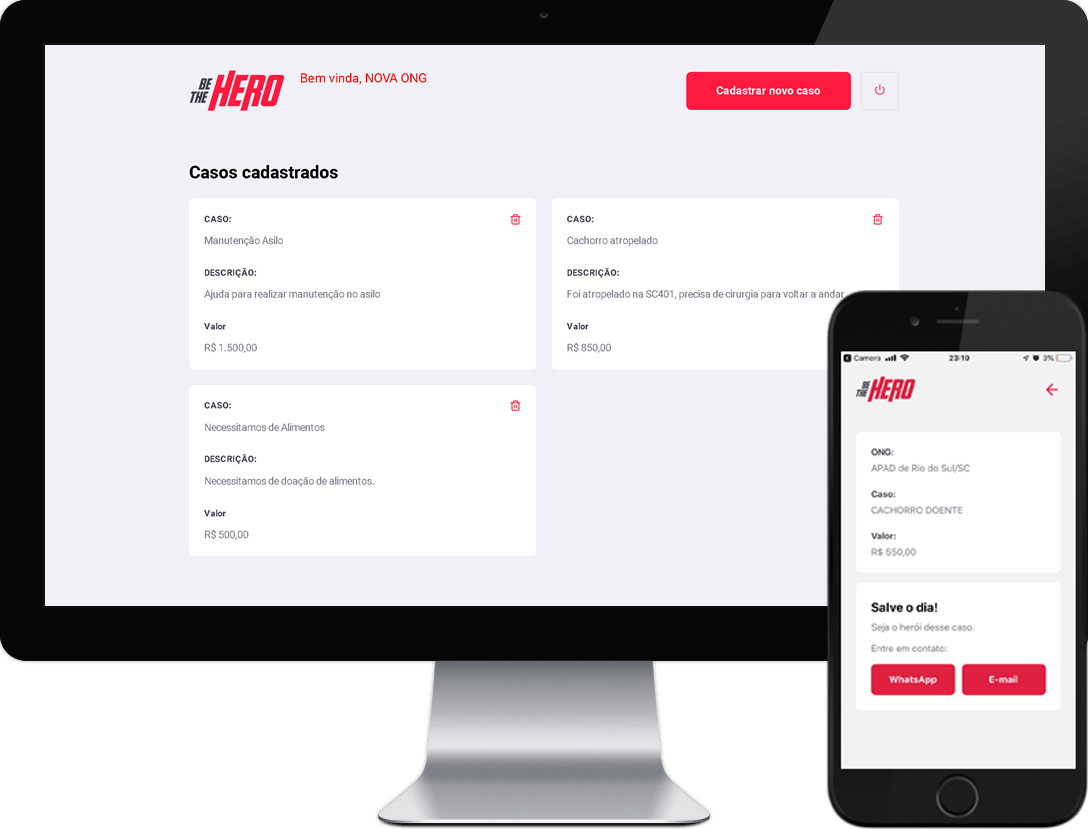 BE
THE HERO
Bem vinda, NOVA ONG
Cadastrar novo caso
Casos cadastrados
CASO:
Manutenção Asilo
DESCRIÇÃO:
Ajuda para realizar manutenção no asilo
Valor
R$ 1.500,00
CASO:
Cachorro atropelado
DESCRIÇÃO:
Foi atropelado na SC401, precisa de cirurgia para voltar a andar
Valor
R$ 850,00
CASO:
Necessitamos de Alimentos
DESCRIÇÃO:
Necessitamos de doação de alimentos.
Valor
R$ 500,00
Camera 23:19 3%
BE
THE HERO
ONG:
APAD de Rio do Sul/SC
Caso:
CACHORRO DOENTE
Valor:
R$ 550,00
Salve o dia!
Seja o herói desse caso.
Entre em contato:
WhatsApp E-mail